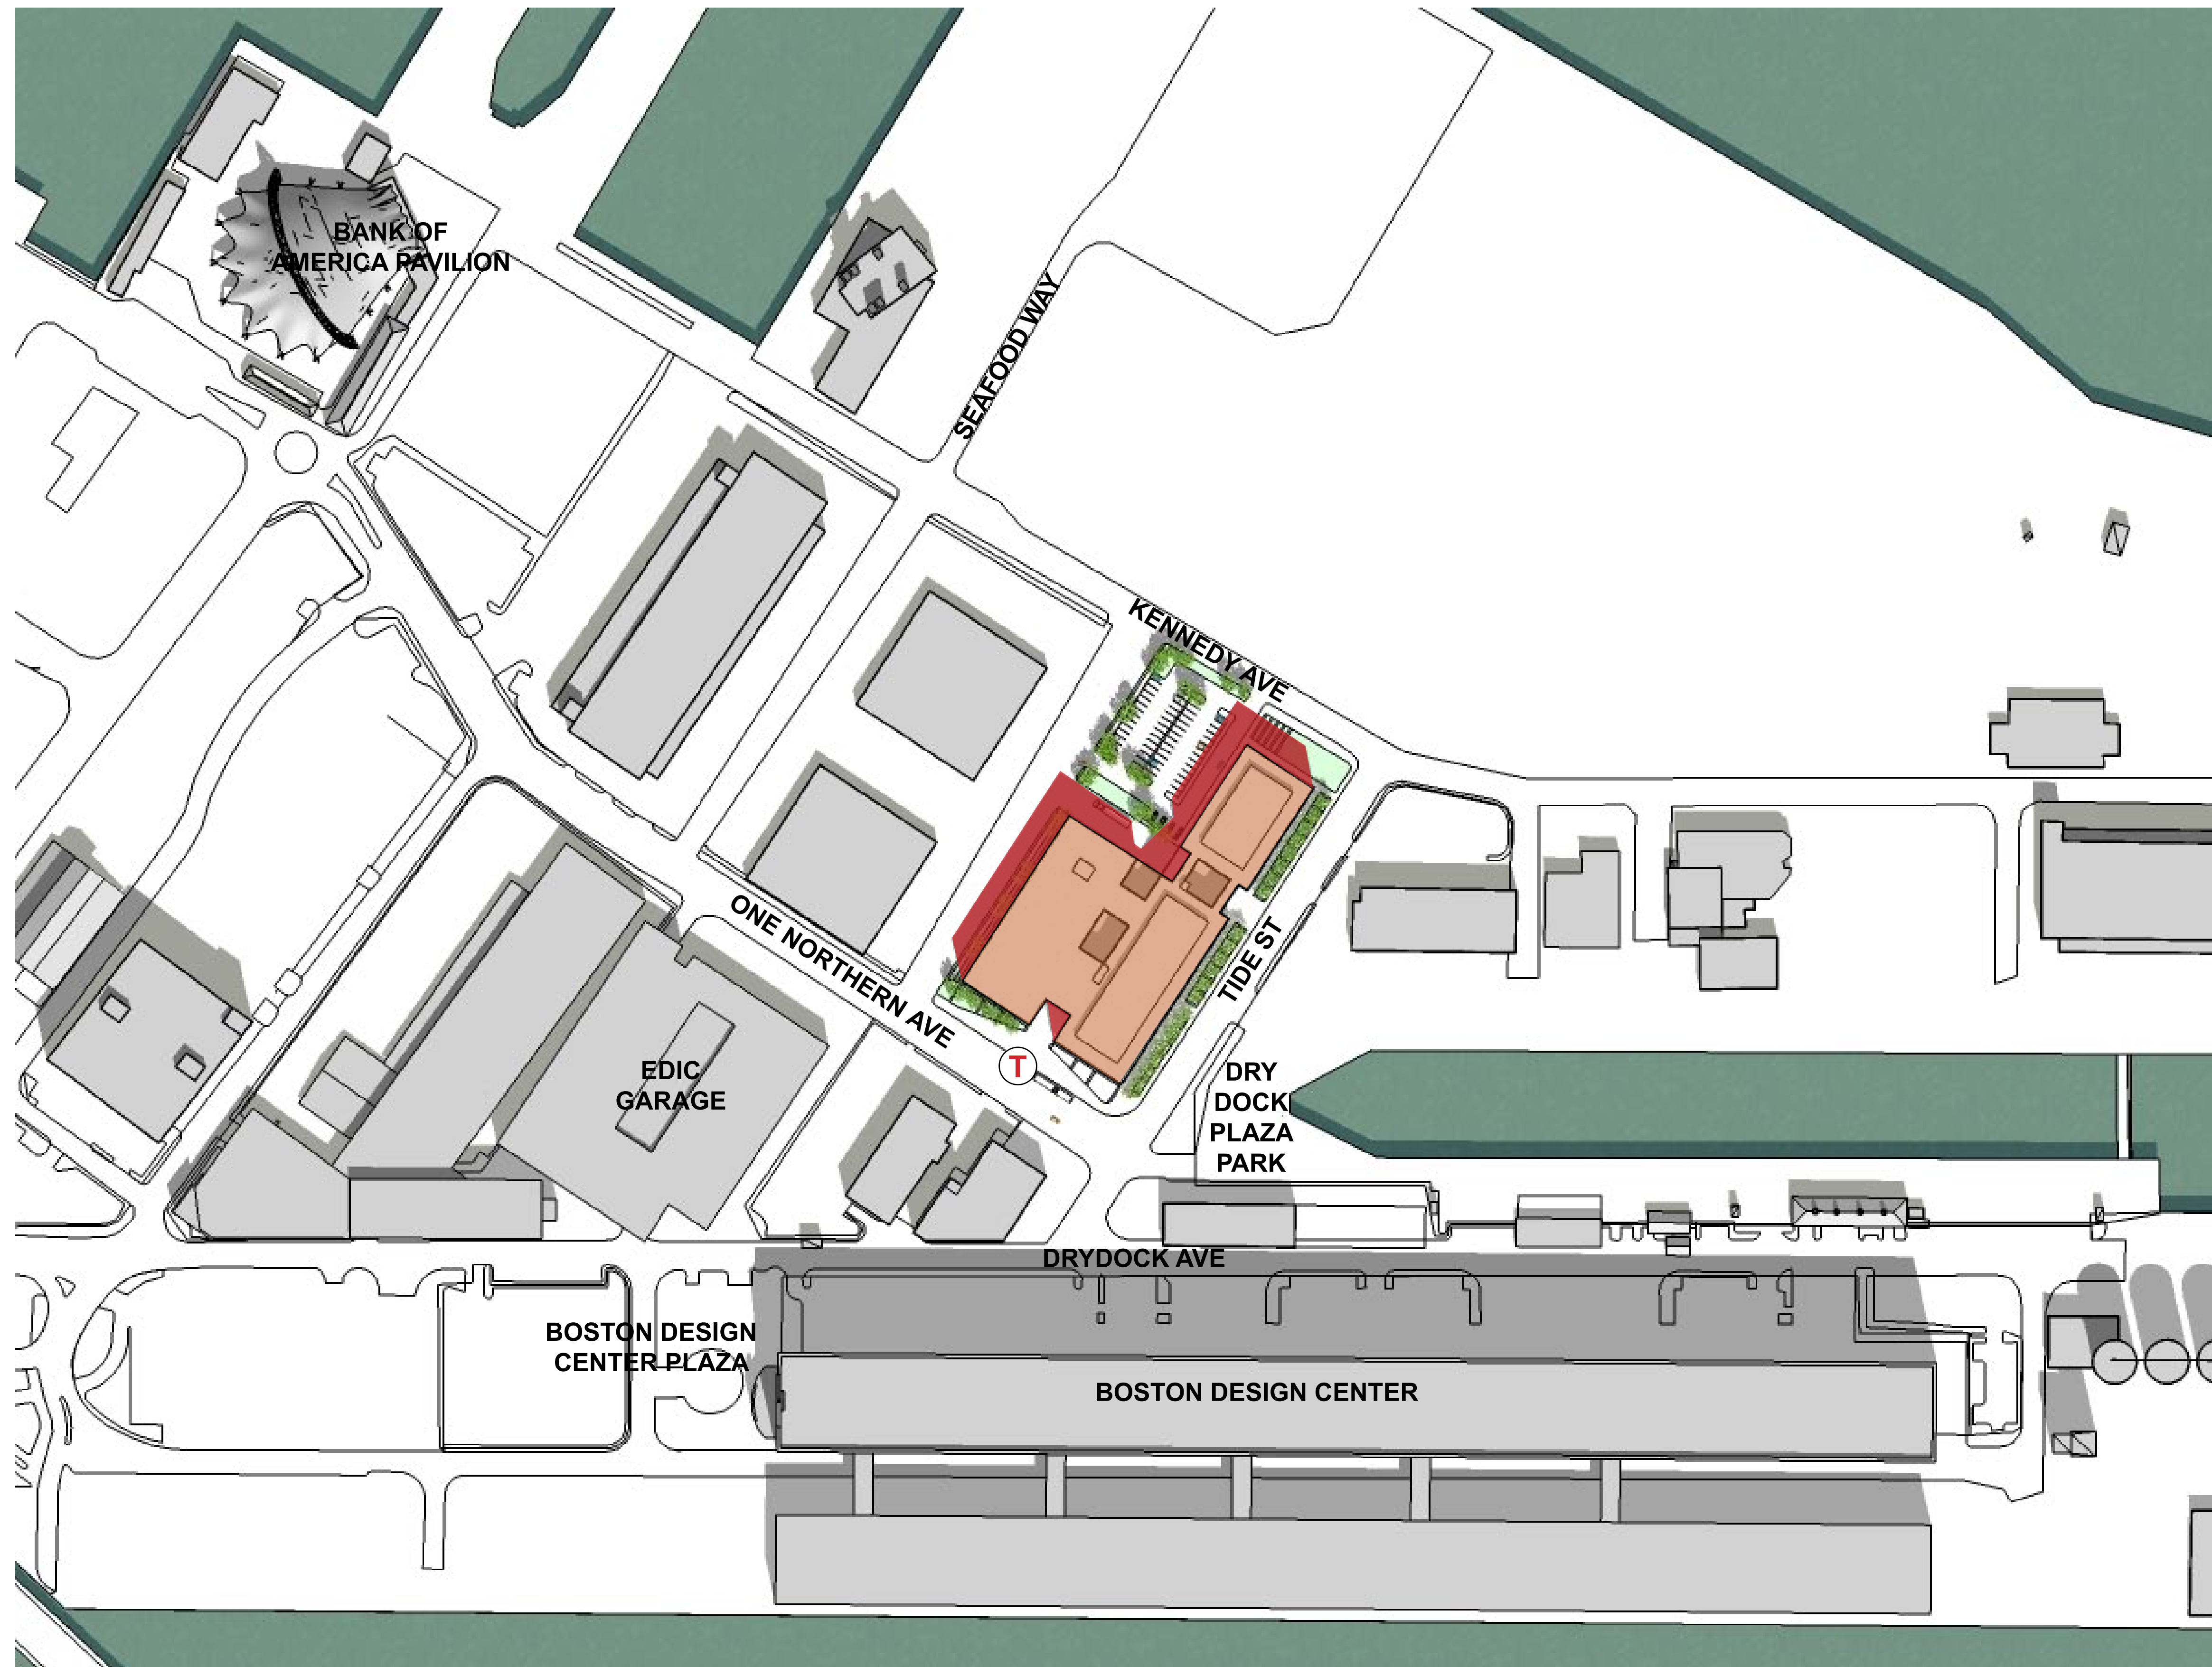 BANK OF
AMERICA PAVILION
SEAFOOD WAY
KENNEDY AVE
ONE NORTHERN AVE
TIDE ST
T
EDIC
GARAGE
DRY
DOCK
PLAZA
PARK
DRYDOCK AVE
BOSTON DESIGN
CENTER PLAZA
BOSTON DESIGN CENTER